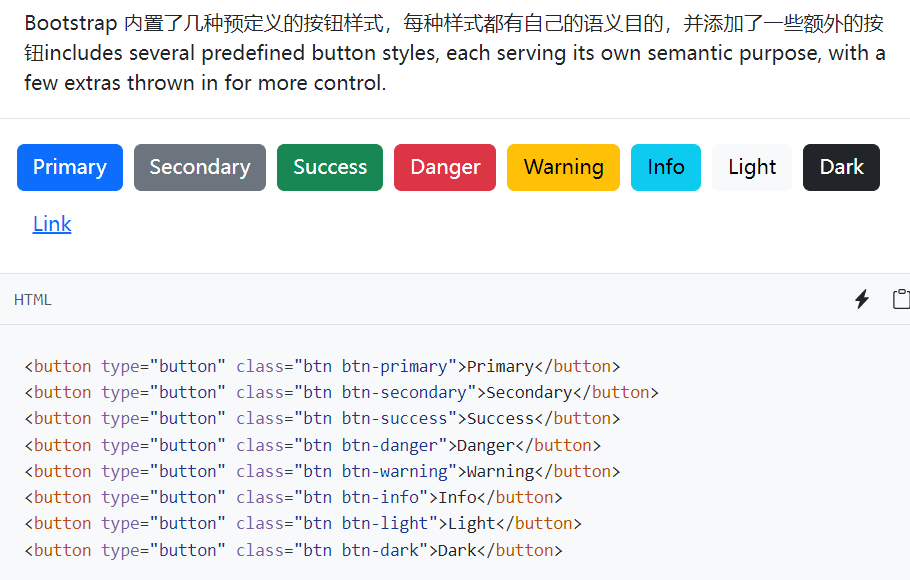 Bootstrap 内置了几种预定义的按钮样式，每种样式都有自己的语义目的，并添加了一些额外的按
钮includes several predefined button styles, each serving its own semantic purpose, with a
few extras thrown in for more control.
Primary Secondary Success Danger Warning Info Light Dark
Link
HTML
<button type="button" class="btn btn-primary">Primary</button>
<button type="button" class="btn btn-secondary">Secondary</button>
<button type="button" class="btn btn-success">Success</button>
<button type="button" class="btn btn-danger">Danger</button>
<button type="button" class="btn btn-warning">Warning</button>
<button type="button" class="btn btn-info">Info</button>
<button type="button" class="btn btn-light">Light</button>
<button type="button" class="btn btn-dark">Dark</button>